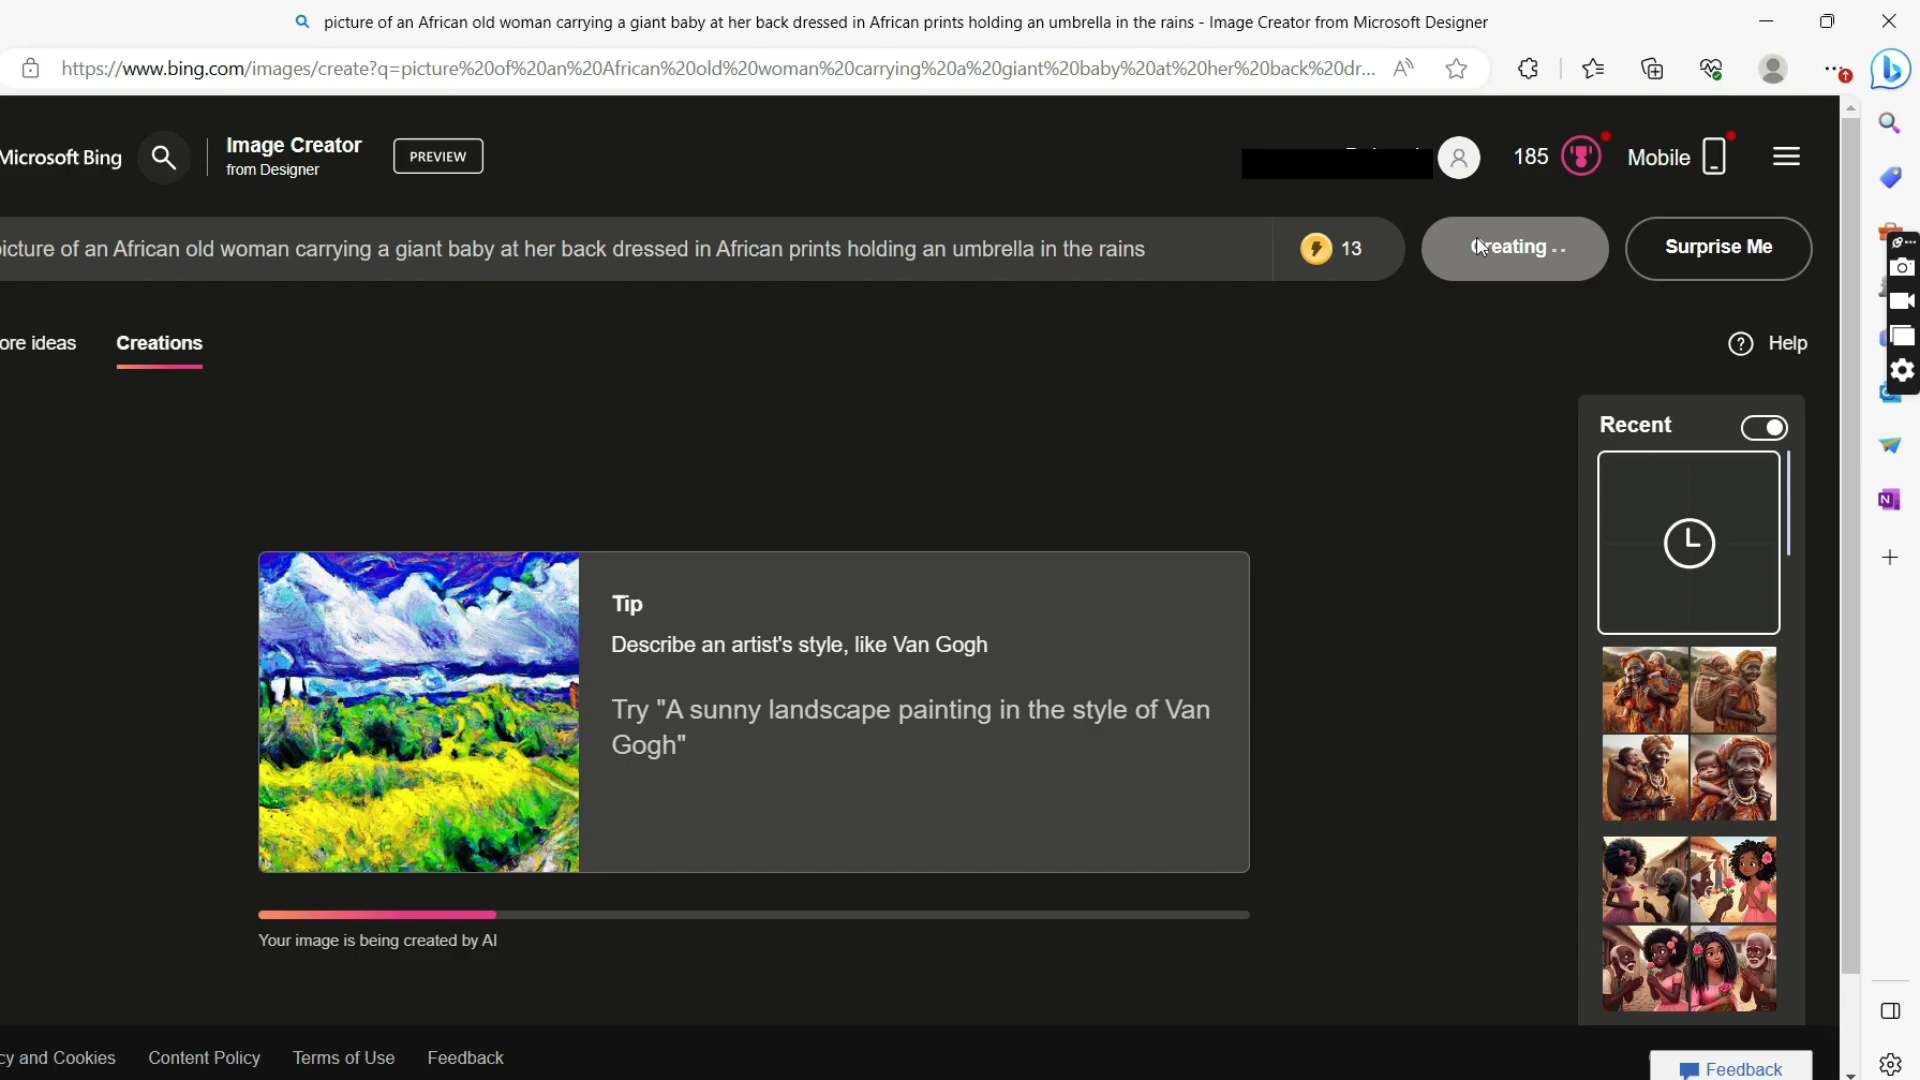 picture of an African old woman carrying a giant baby at her back dressed in African prints holding an umbrella in the rains - Image Creator from Microsoft Designer
https://www.bing.com/images/create?q=picture%20of%20an%20African%20old%20woman%20carrying%20a%20giant%20baby%20at%20her%20back%20dr...
Microsoft Bing
Image Creator
from Designer
PREVIEW
185
Mobile
icture of an African old woman carrying a giant baby at her back dressed in African prints holding an umbrella in the rains
13
Creating . .
Surprise Me
ore ideas
Creations
Help
Recent
Tip
Describe an artist's style, like Van Gogh
Try "A sunny landscape painting in the style of Van
Gogh"
Your image is being created by AI
cy and Cookies
Content Policy
Terms of Use
Feedback
Feedback